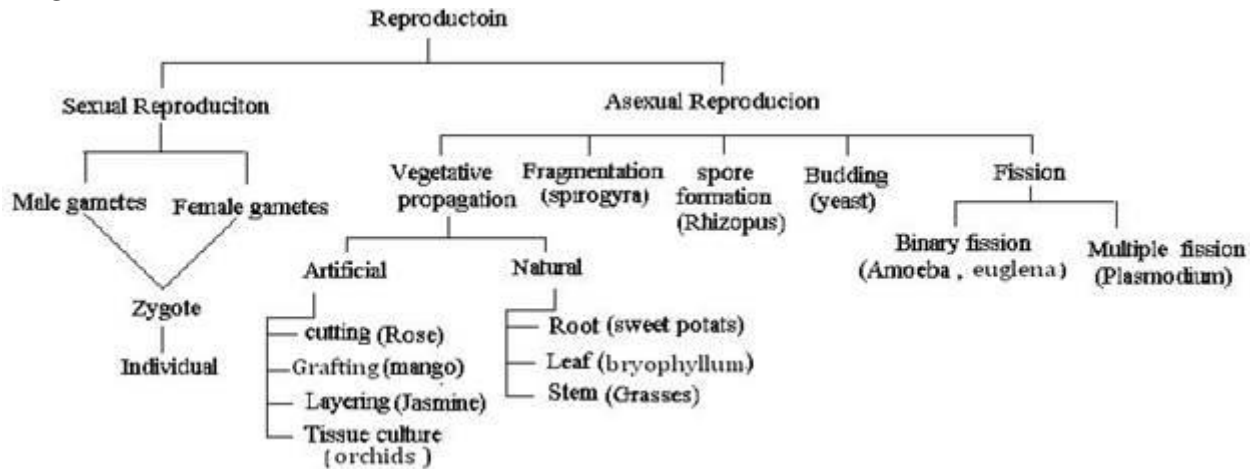 Reproductoin
Sexual Reproduciton
Asexual Reproducion
Male gametes
Female gametes
Zygote
Individual
Vegetative
propagation
Fragmentation
(spirogyra)
spore
formation
(Rhizopus)
Budding
(yeast)
Fission
Binary fission
(Amoeba , euglena)
Multiple fission
(Plasmodium)
Artificial
cutting (Rose)
Grafting (mango)
Layering (Jasmine)
Tissue culture
( orchids )
Natural
Root (sweet potats)
Leaf (bryophyllum)
Stem (Grasses)